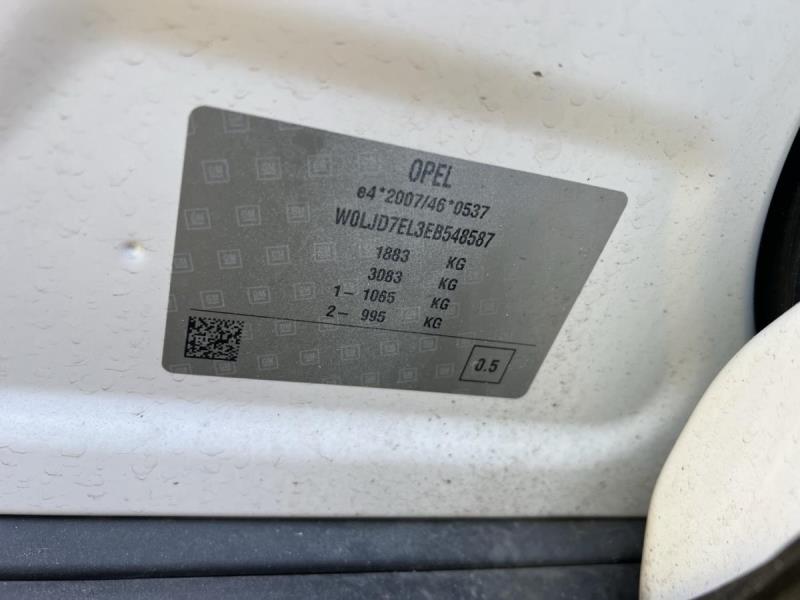 OPEL
e4*2007/46*0537
W0LJD7EL3EB548587
1883 KG
3083 KG
1– 1065 KG
2– 995 KG
0.5